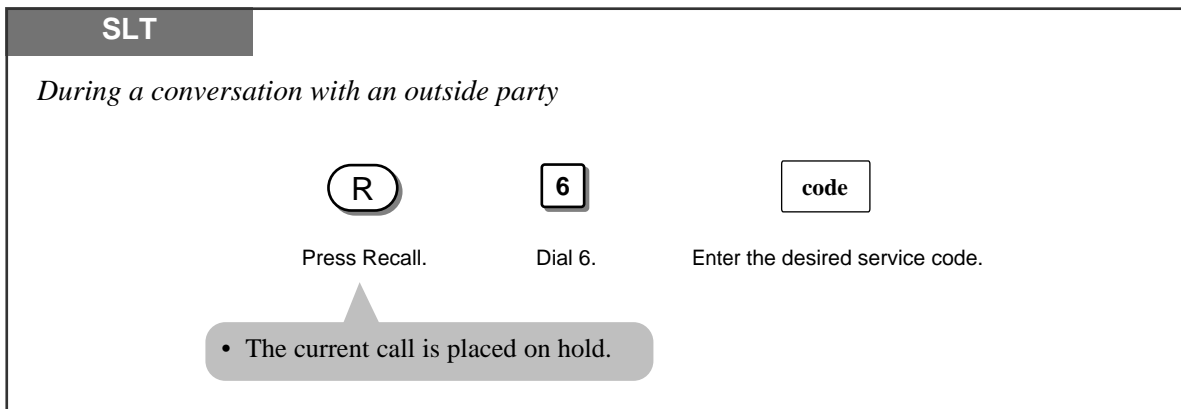 SLT
During a conversation with an outside party
R 6 code
Press Recall. Dial 6. Enter the desired service code.
• The current call is placed on hold.